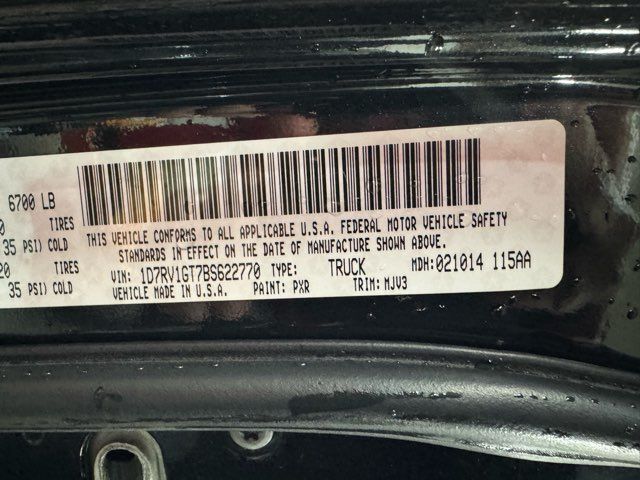 6700 LB
0 TIRES
35 PSI) COLD
20 TIRES
35 PSI) COLD
THIS VEHICLE CONFORMS TO ALL APPLICABLE U.S.A. FEDERAL MOTOR VEHICLE SAFETY
STANDARDS IN EFFECT ON THE DATE OF MANUFACTURE SHOWN ABOVE.
VIN: 1D7RV1GT7BS622770 TYPE: TRUCK MDH: 021014 115AA
VEHICLE MADE IN U.S.A. PAINT: PXR TRIM: MJV3